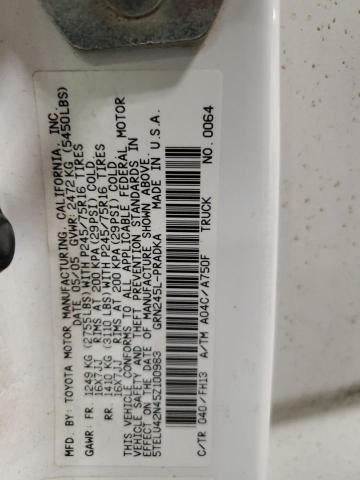 MFD. BY: TOYOTA MOTOR MANUFACTURING, CALIFORNIA, INC.
DATE 05/05 GVWR: 2472 KG (5450LBS)
GAWR: FR 1249 KG (2755LBS) WITH P245/75R16 TIRES
16X7JJ RIMS AT 200 KPA (29 PSI) COLD
RR 1410 KG (3110 LBS) WITH P245/75R16 TIRES
16X7JJ RIMS AT 200 KPA (29 PSI) COLD
THIS VEHICLE CONFORMS TO ALL APPLICABLE FEDERAL MOTOR
VEHICLE SAFETY AND THEFT PREVENTION STANDARDS IN
EFFECT ON THE DATE OF MANUFACTURE SHOWN ABOVE.
5TELU42N45Z100983 GRN245L-PRADKA MADE IN U.S.A.
C/TR 040/FH13 A/TM A04C/A750F TRUCK NO. 0064